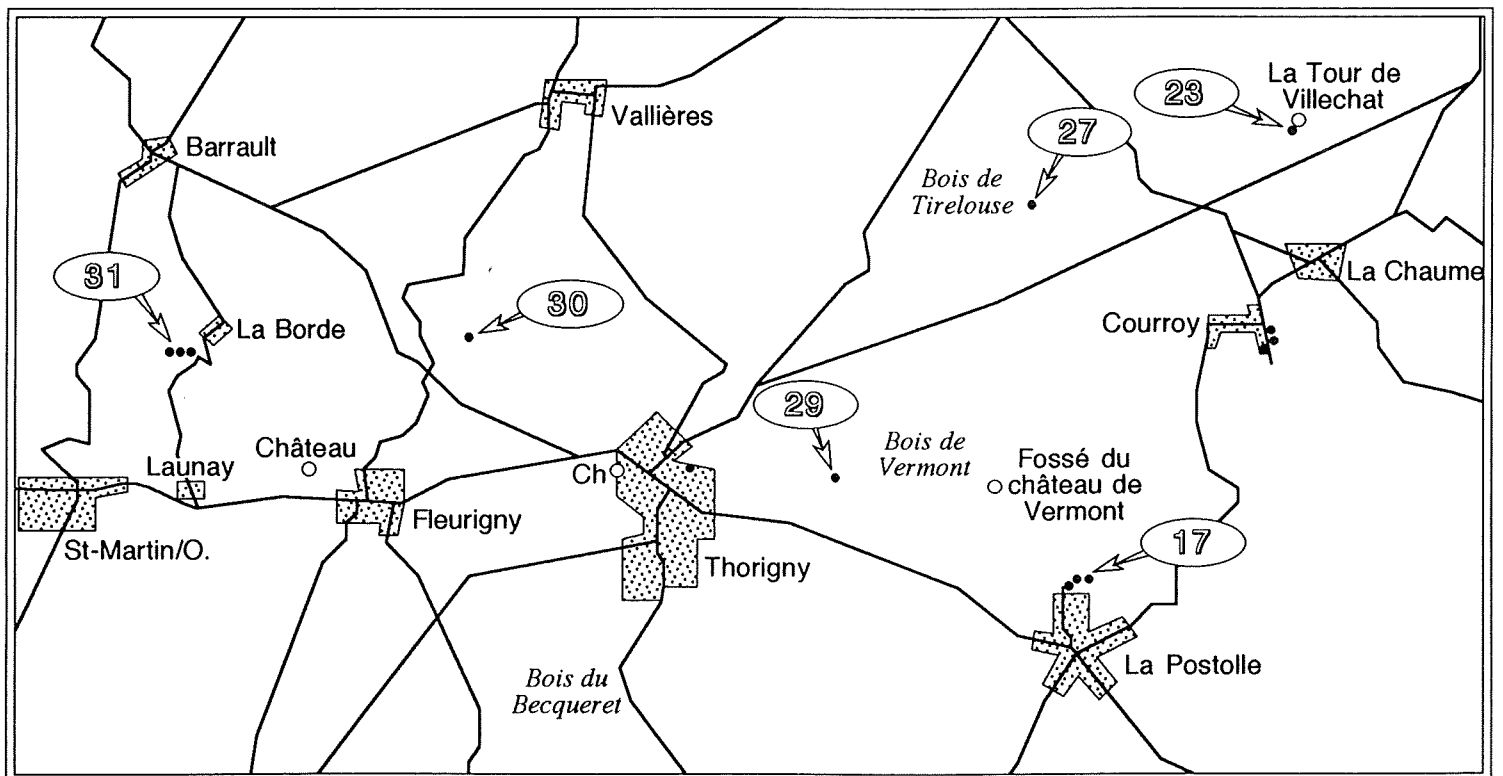 La Tour de
Villechat
23
27
Vallières
Barrault
Bois de
Tirelouse
31
30
La Chaume
La Borde
Courroy
29
Château
Bois de
Vermont
Launay
Ch
Fossé du
château de
Vermont
Fleurigny
St-Martin/O.
17
Thorigny
La Postolle
Bois du
Becqueret